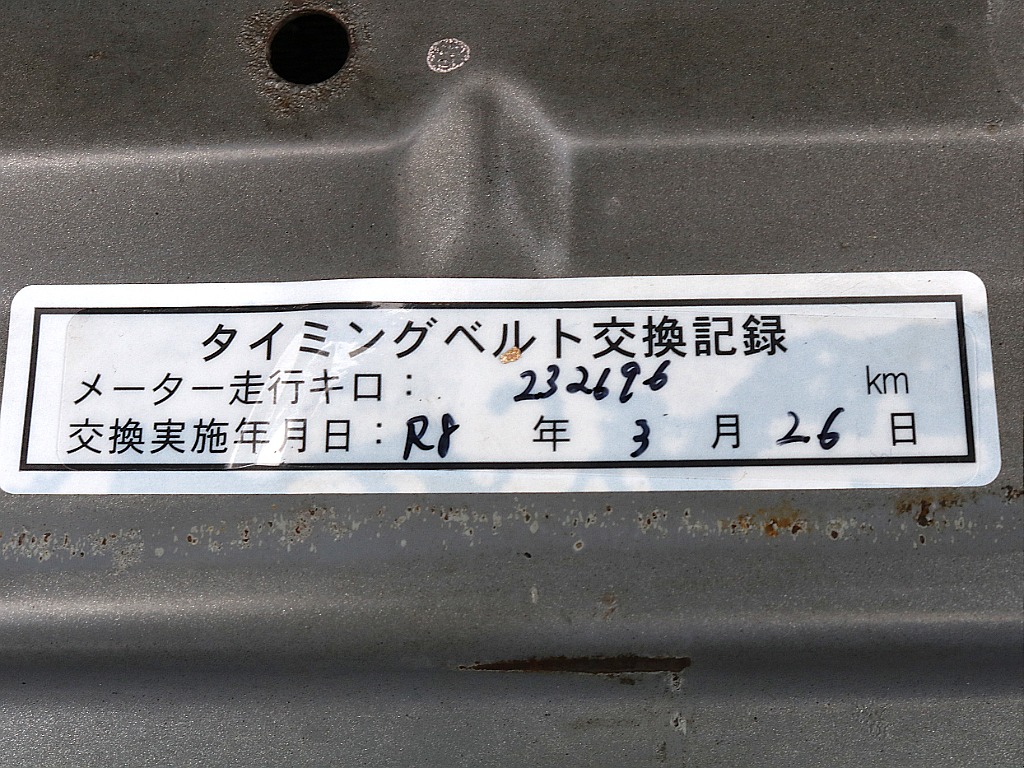 タイミングベルト交換記録
メーター走行キロ： 232696 km
交換実施年月日：R8 年 3 月 26 日